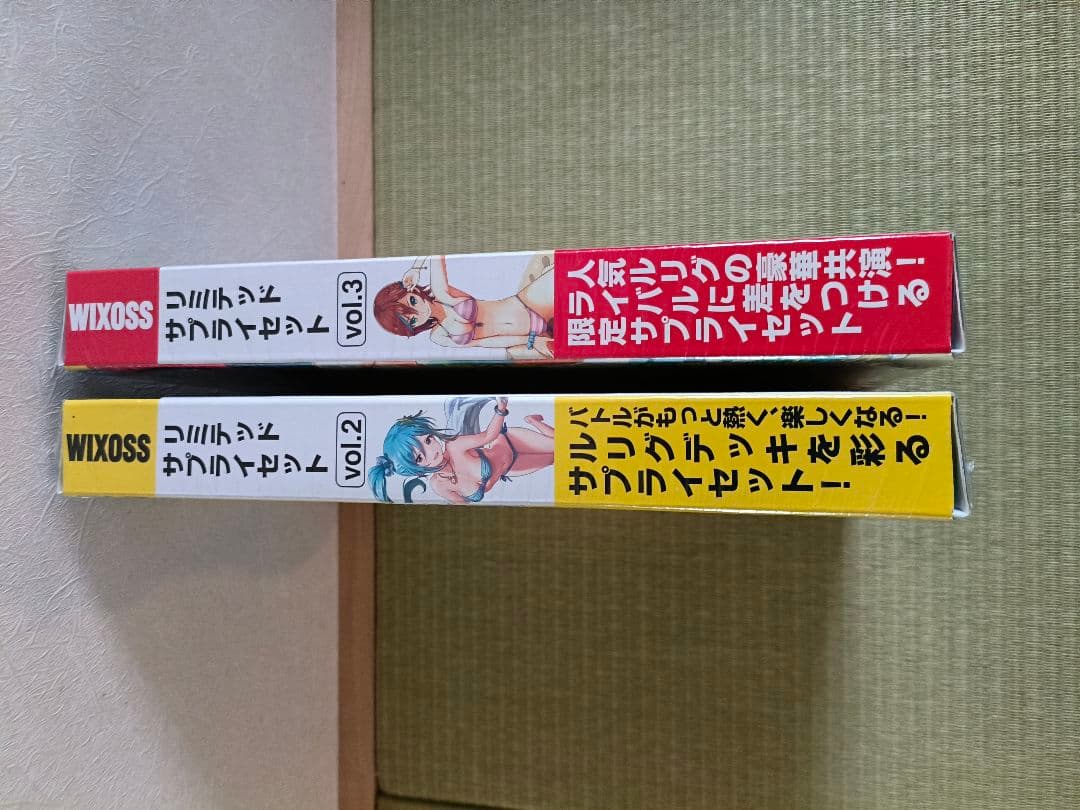 WIXOSS
リミテッド
サプライセット
vol.3
人気ルリグの豪華共演!
ライバルに差をつける
限定サプライセット
WIXOSS
リミテッド
サプライセット
vol.2
バトルがもっと熱く、楽しくなる!
ルリグデッキを彩る
サプライセット!